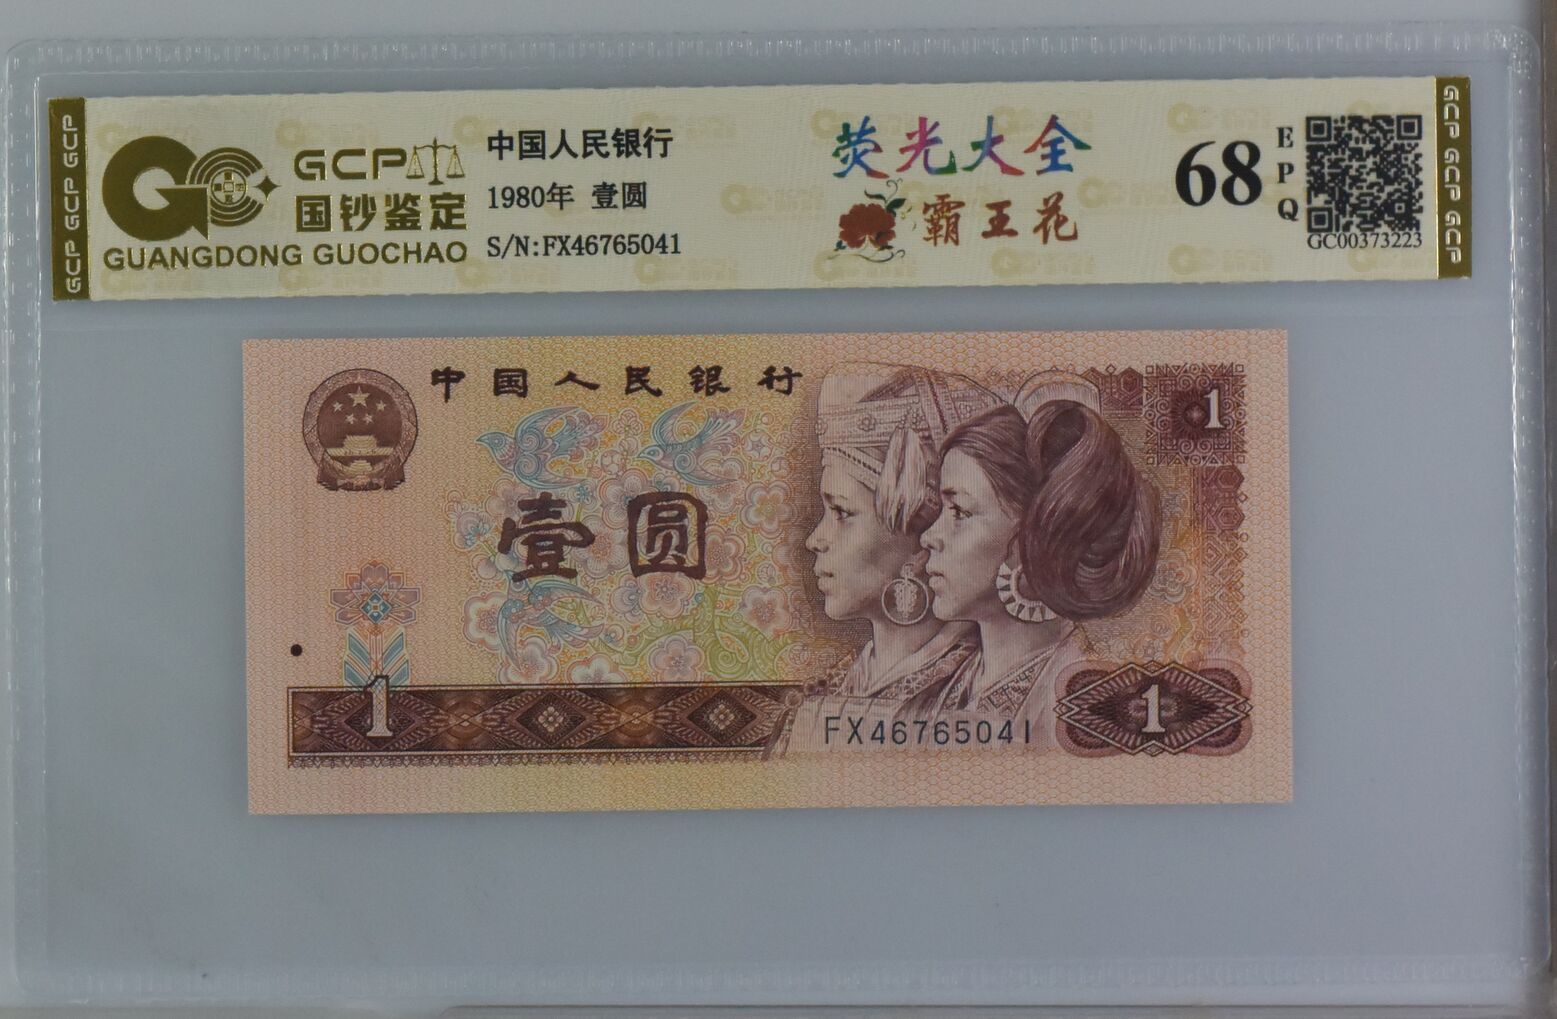 GCP GCP GCP
GCP
国钞鉴定
GUANGDONG GUOCHAO
中国人民银行
1980年 壹圆
S/N:FX46765041
荧光大全
霸王花
68
EPQ
GC00373223
GCP GCP GCP
中国人民银行
1
壹圆
1
FX46765041
1